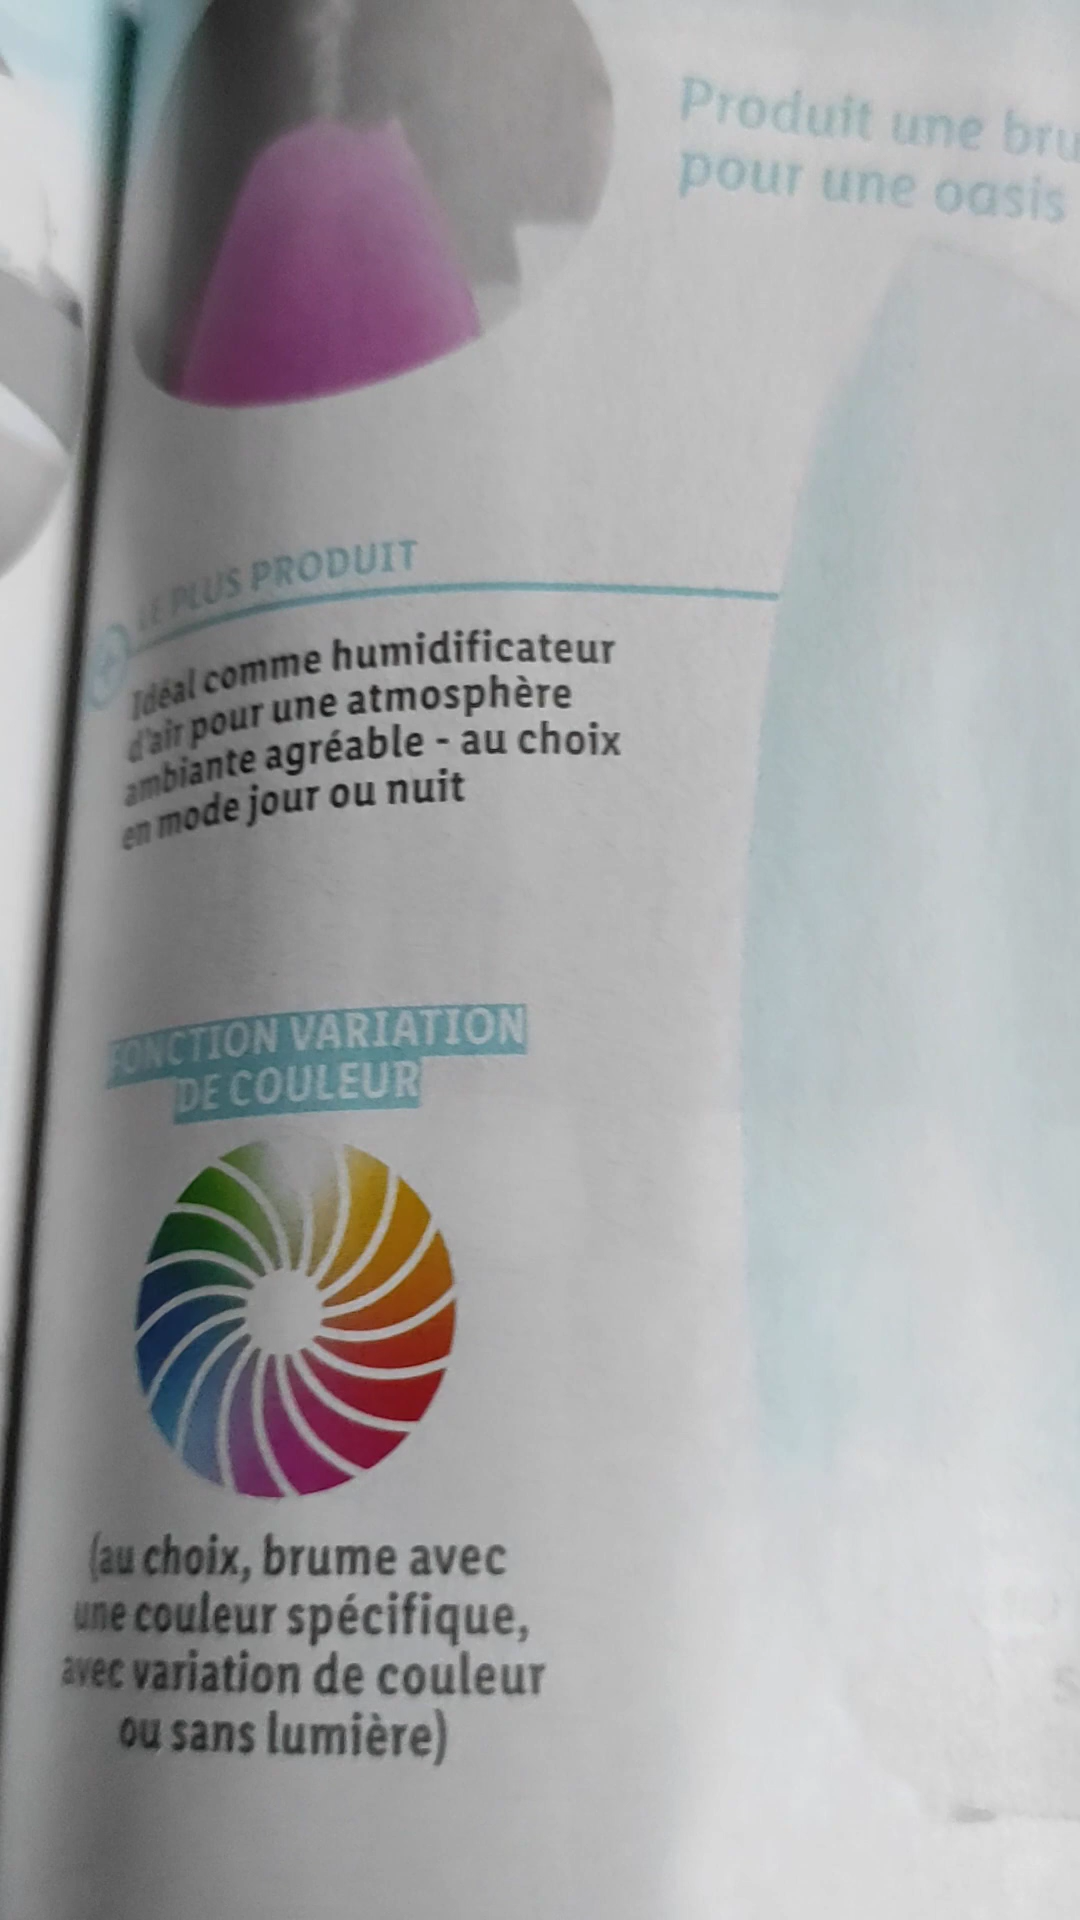 Produit une
pour une oasis
LE PLUS PRODUIT
Idéal comme humidificateur
d'air pour une atmosphère
ambiante agréable - au choix
en mode jour ou nuit
FONCTION VARIATION
DE COULEUR
(au choix, brume avec
une couleur spécifique,
avec variation de couleur
ou sans lumière)